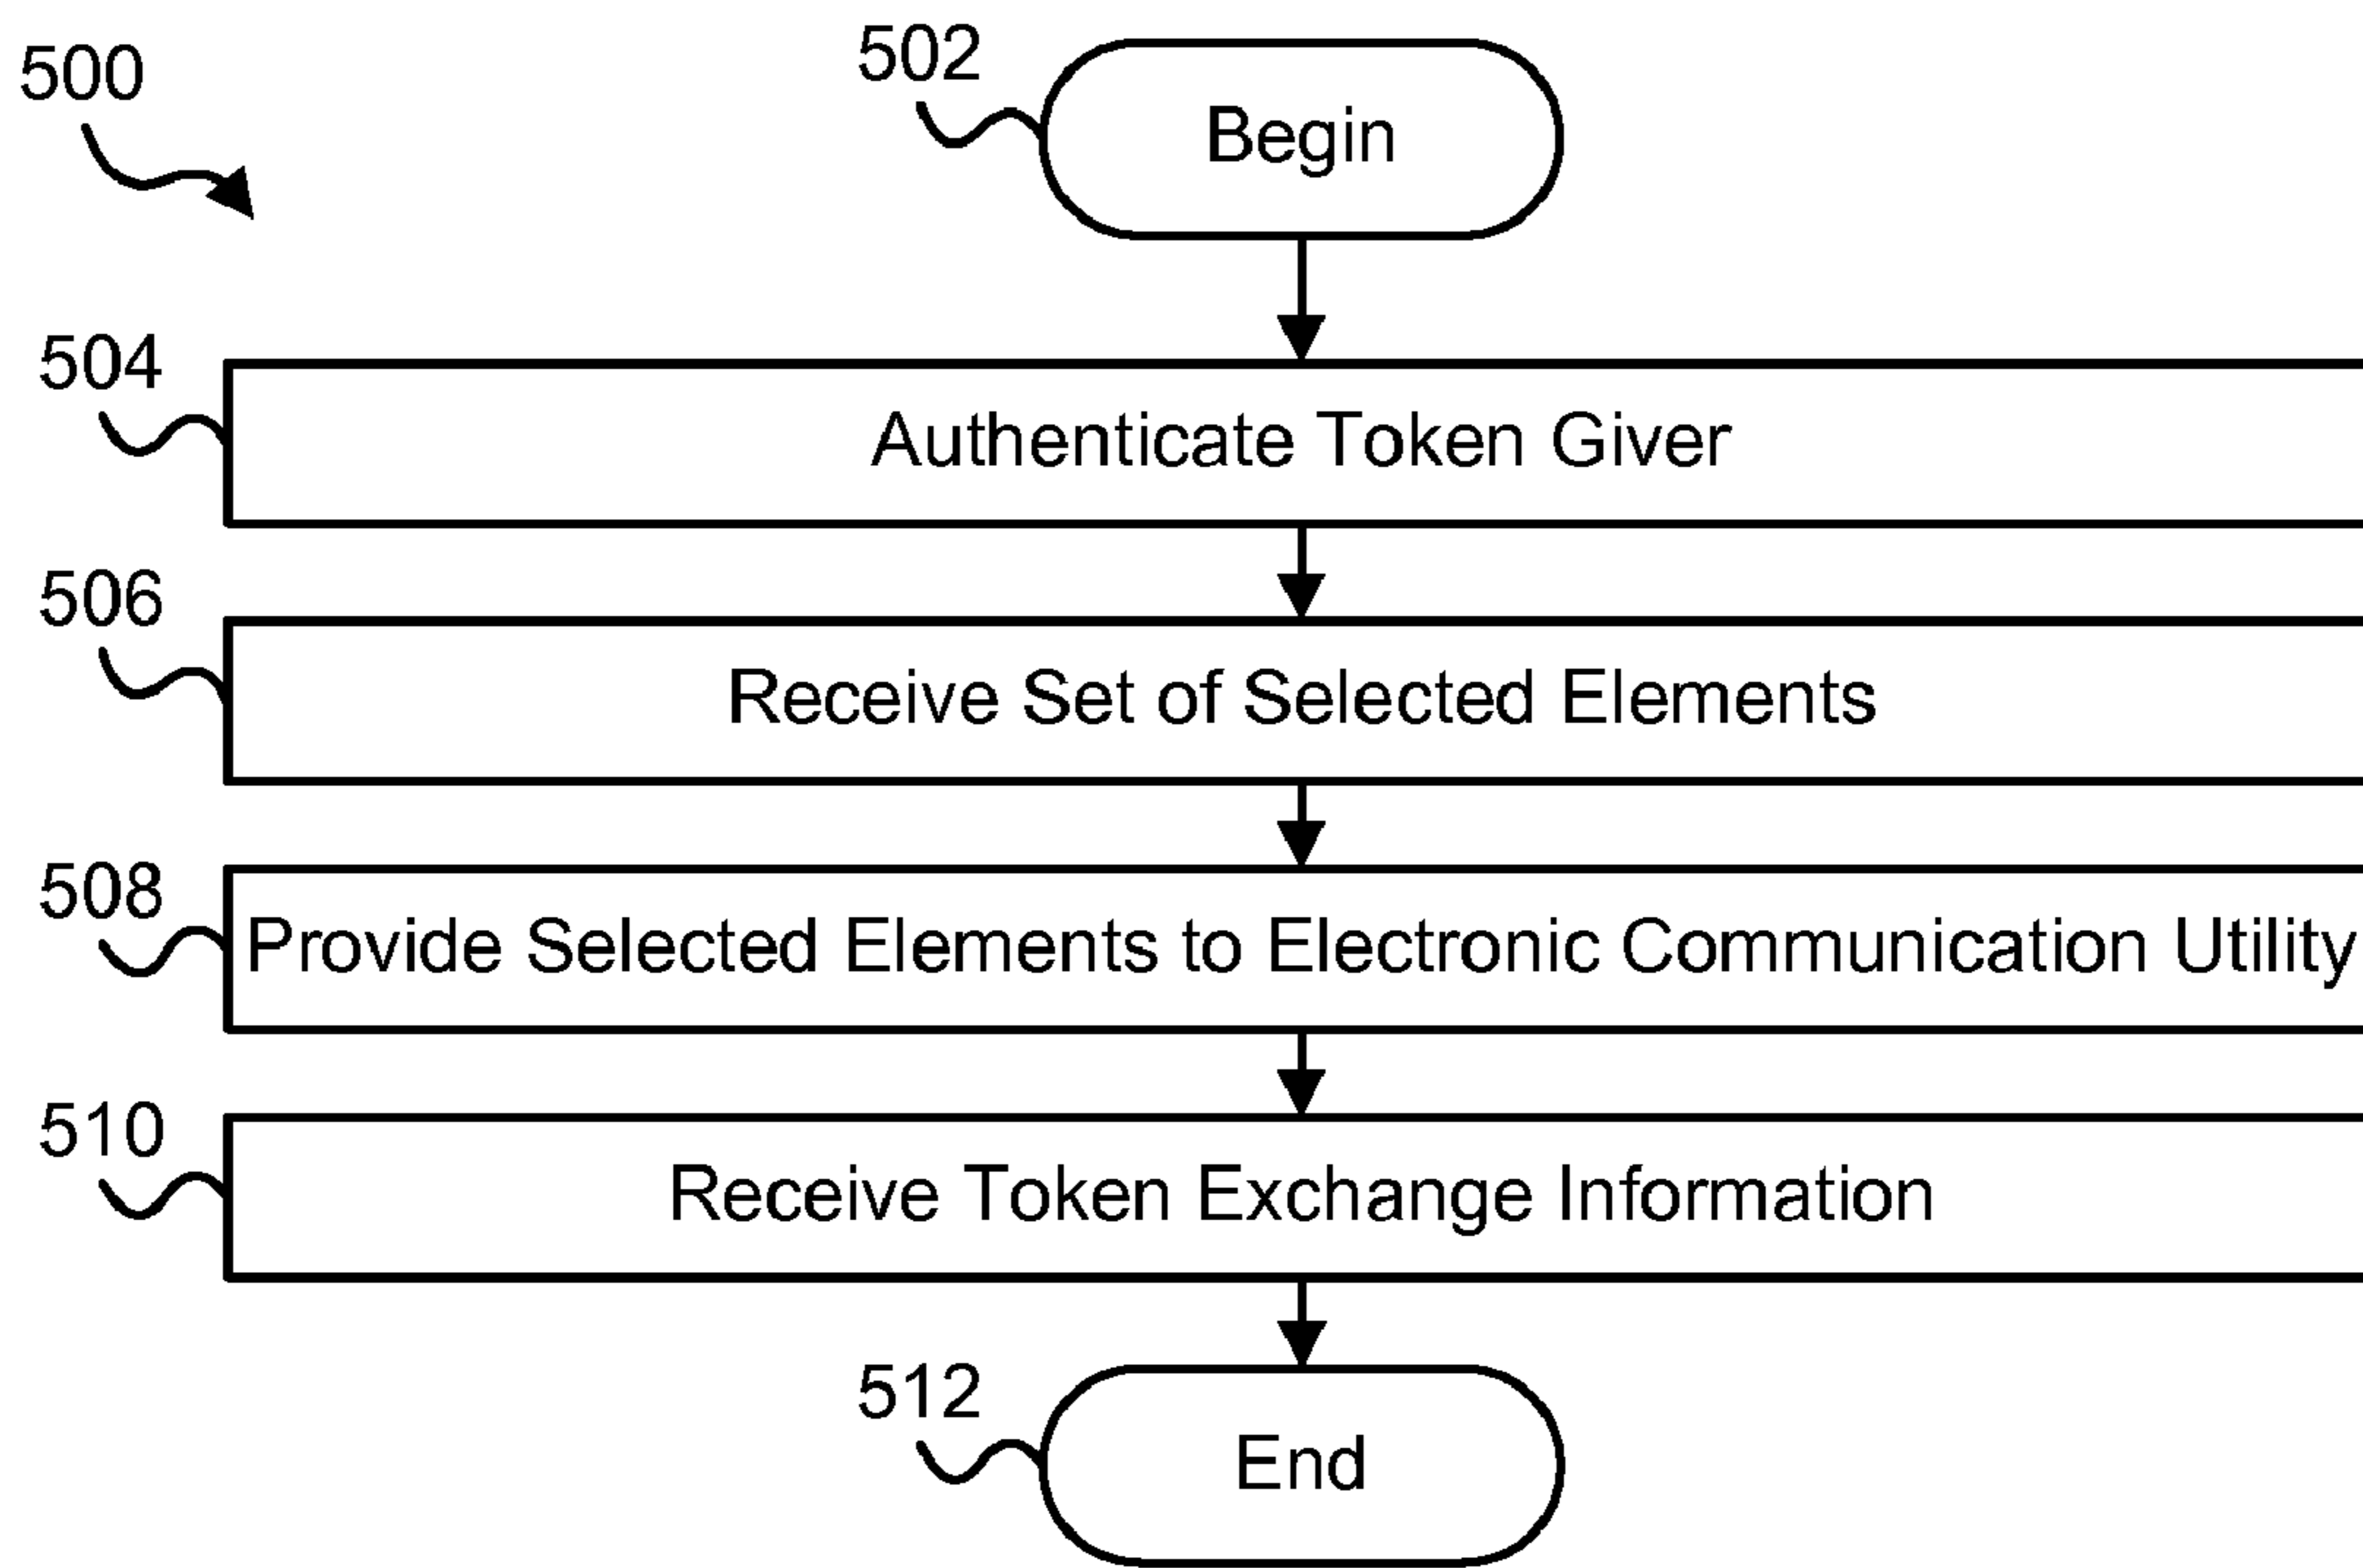 500
502
Begin
504
Authenticate Token Giver
506
Receive Set of Selected Elements
508
Provide Selected Elements to Electronic Communication Utility
510
Receive Token Exchange Information
512
End